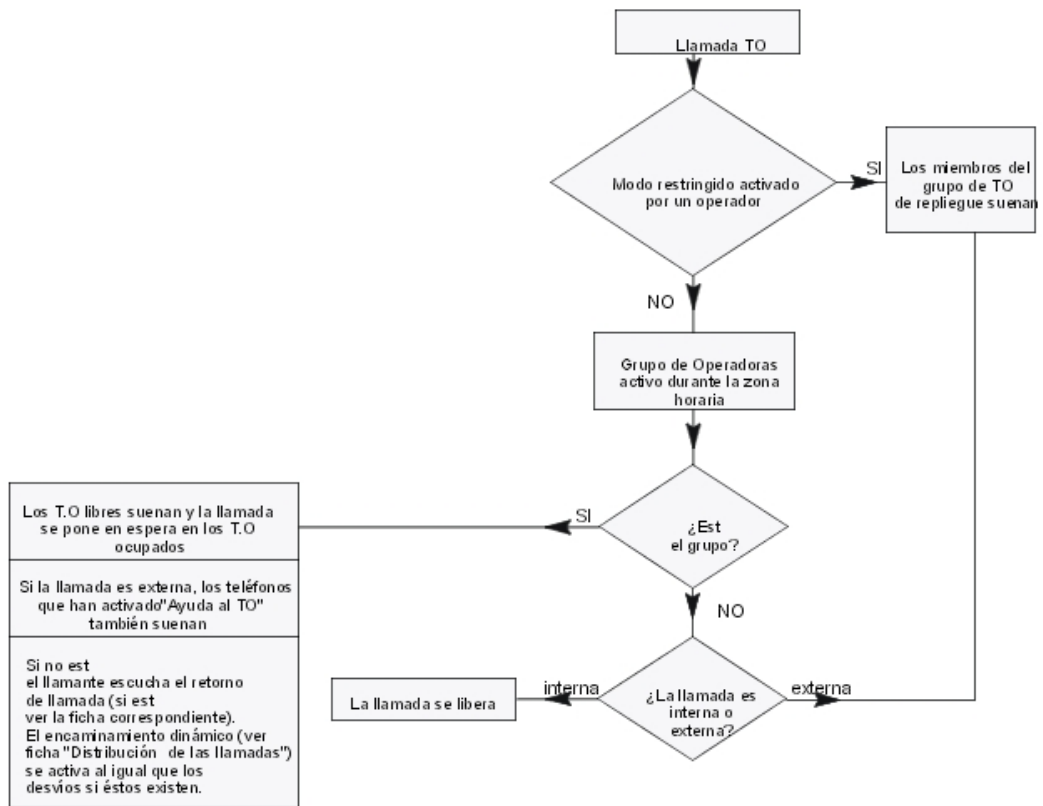 Llamada TO
Modo restringido activado
por un operador
SI
Los miembros del
grupo de TO
de repliegue suenan
NO
Grupo de Operadoras
activo durante la zona
horaria
¿Est
el grupo?
SI
Los T.O libres suenan y la llamada
se pone en espera en los T.O
ocupados
Si la llamada es externa, los teléfonos
que han activado"Ayuda al TO"
también suenan
Si no est
el llamante escucha el retorno
de llamada (si est
ver la ficha correspondiente).
El encaminamiento dinámico (ver
ficha "Distribución de las llamadas")
se activa al igual que los
desvíos si éstos existen.
NO
¿La llamada es
interna o
externa?
interna
externa
La llamada se libera